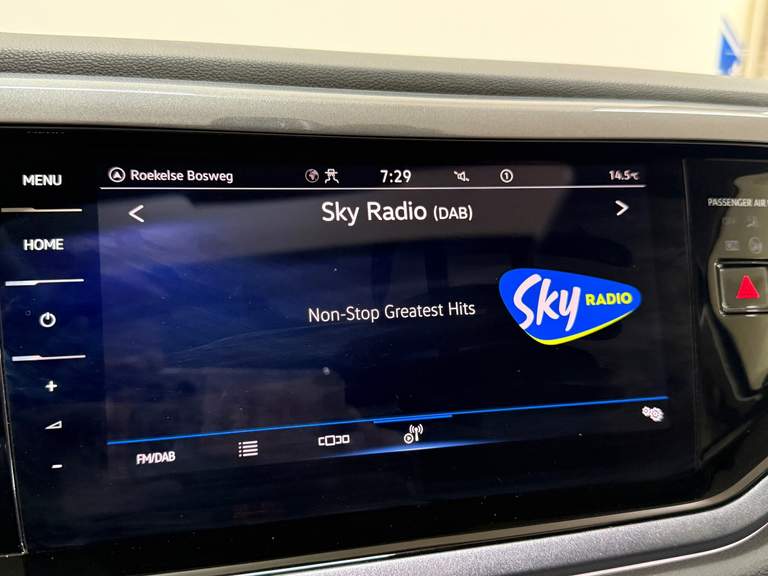 MENU
Roekelse Bosweg 7:29 1 14.5°C
Sky Radio (DAB)
PASSENGER AIR
HOME
Non-Stop Greatest Hits
Sky RADIO
+
-
FM/DAB